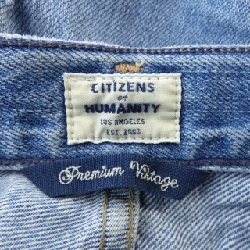 CITIZENS
of
HUMANITY
LOS ANGELES
EST. 2003
Premium Vintage